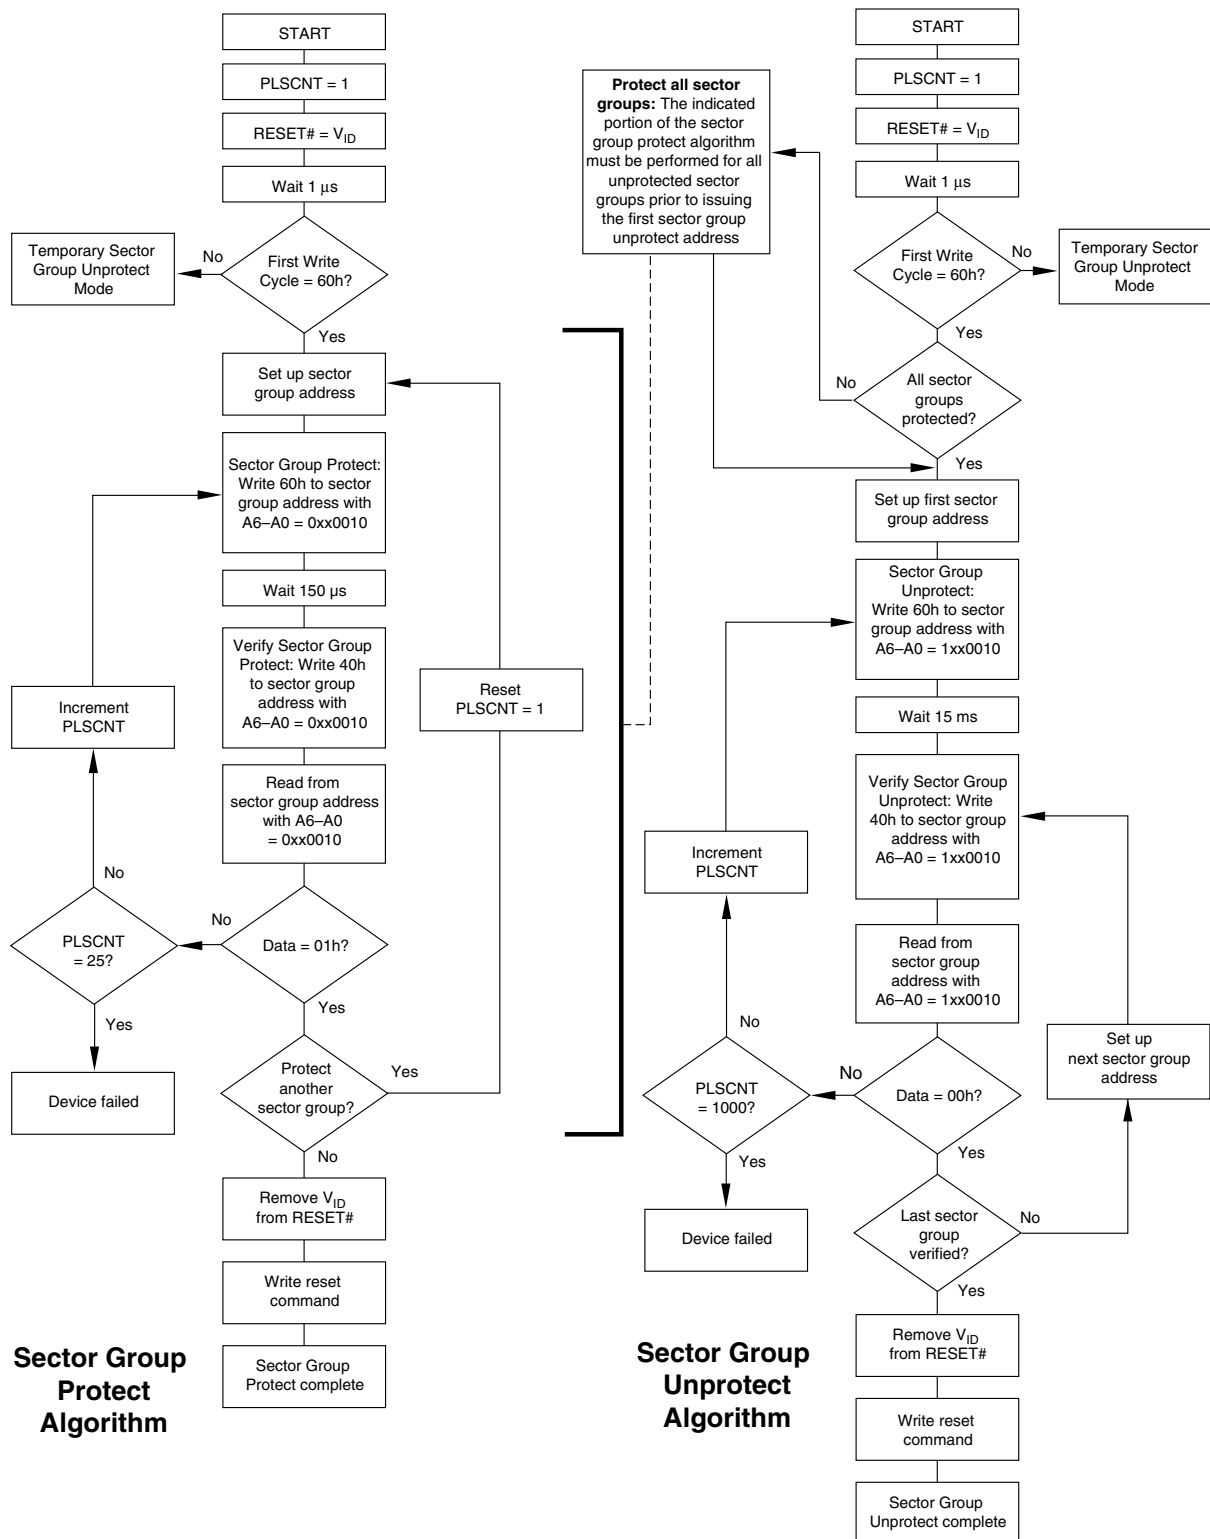 START
PLSCNT = 1
RESET# = VID
Wait 1 μs
No
Temporary Sector
Group Unprotect
Mode
First Write
Cycle = 60h?
Yes
Set up sector
group address
Sector Group Protect:
Write 60h to sector
group address with
A6–A0 = 0xx0010
Wait 150 µs
Verify Sector Group
Protect: Write 40h
to sector group
address with
A6–A0 = 0xx0010
Increment
PLSCNT
Reset
PLSCNT = 1
Read from
sector group address
with A6–A0
= 0xx0010
No
No
PLSCNT
= 25?
Data = 01h?
Yes
Yes
Device failed
Protect
another
sector group?
Yes
No
Remove VID
from RESET#
Write reset
command
Sector Group
Protect complete
Sector Group
Protect
Algorithm
START
PLSCNT = 1
RESET# = VID
Wait 1 μs
Protect all sector
groups: The indicated
portion of the sector
group protect algorithm
must be performed for all
unprotected sector
groups prior to issuing
the first sector group
unprotect address
First Write
Cycle = 60h?
No
Temporary Sector
Group Unprotect
Mode
Yes
No
All sector
groups
protected?
Yes
Set up first sector
group address
Sector Group
Unprotect:
Write 60h to sector
group address with
A6–A0 = 1xx0010
Wait 15 ms
Verify Sector Group
Unprotect: Write
40h to sector group
address with
A6–A0 = 1xx0010
Increment
PLSCNT
Read from
sector group
address with
A6–A0 = 1xx0010
No
No
Set up
next sector group
address
PLSCNT
= 1000?
Data = 00h?
Yes
Yes
Device failed
Last sector
group
verified?
No
Yes
Remove VID
from RESET#
Write reset
command
Sector Group
Unprotect complete
Sector Group
Unprotect
Algorithm